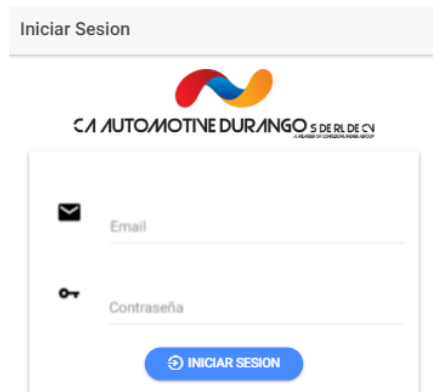 Iniciar Sesion
CA AUTOMOTIVE DURANGO S DE RL DE CV
Email
Contraseña
INICIAR SESION